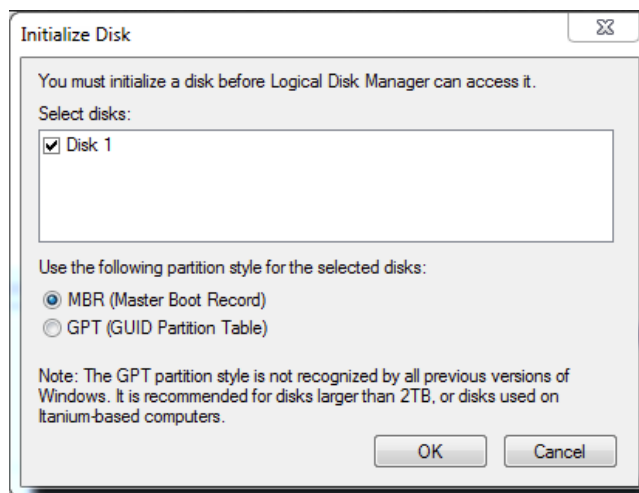 Initialize Disk
You must initialize a disk before Logical Disk Manager can access it.
Select disks:
Disk 1
Use the following partition style for the selected disks:
MBR (Master Boot Record)
GPT (GUID Partition Table)
Note: The GPT partition style is not recognized by all previous versions of
Windows. It is recommended for disks larger than 2TB, or disks used on
Itanium-based computers.
OK Cancel